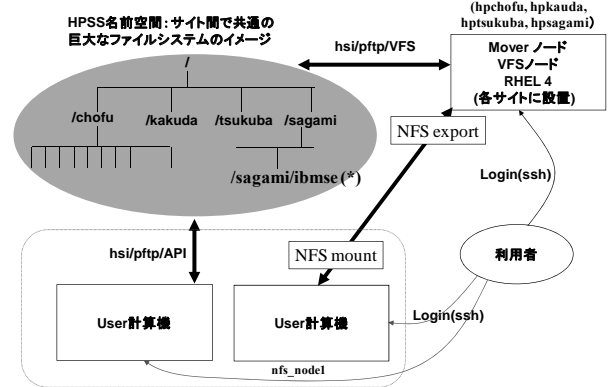 HPSS名前空間：サイト間で共通の
巨大なファイルシステムのイメージ
(hpchofu, hpkauda,
hptsukuba, hpsagami)
hsi/pftp/VFS
Mover ノード
VFSノード
RHEL 4
(各サイトに設置)
/
/chofu
/kakuda
/tsukuba
/sagami
/sagami/ibmse (*)
NFS export
Login(ssh)
hsi/pftp/API
NFS mount
利用者
User計算機
User計算機
Login(ssh)
nfs_node1